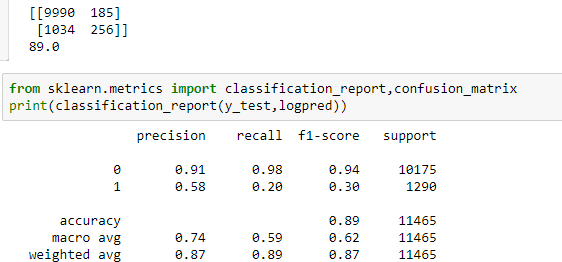 [[9990 185]
[1034 256]]
89.0
from sklearn.metrics import classification_report,confusion_matrix
print(classification_report(y_test,logpred))
precision recall f1-score support
0 0.91 0.98 0.94 10175
1 0.58 0.20 0.30 1290
accuracy 0.89 11465
macro avg 0.74 0.59 0.62 11465
weighted avg 0.87 0.89 0.87 11465